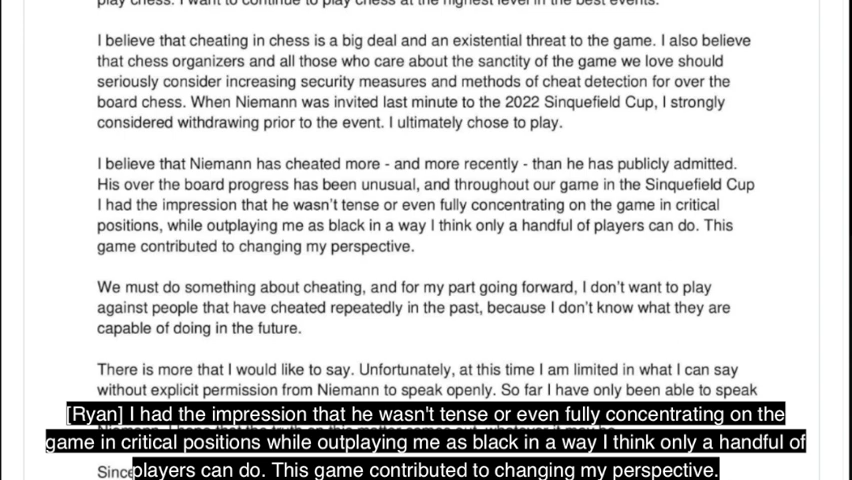 play chess. I want to continue to play chess at the highest level in the best events.
I believe that cheating in chess is a big deal and an existential threat to the game. I also believe
that chess organizers and all those who care about the sanctity of the game we love should
seriously consider increasing security measures and methods of cheat detection for over the
board chess. When Niemann was invited last minute to the 2022 Sinquefield Cup, I strongly
considered withdrawing prior to the event. I ultimately chose to play.
I believe that Niemann has cheated more - and more recently - than he has publicly admitted.
His over the board progress has been unusual, and throughout our game in the Sinquefield Cup
I had the impression that he wasn't tense or even fully concentrating on the game in critical
positions, while outplaying me as black in a way I think only a handful of players can do. This
game contributed to changing my perspective.
We must do something about cheating, and for my part going forward, I don't want to play
against people that have cheated repeatedly in the past, because I don't know what they are
capable of doing in the future.
There is more that I would like to say. Unfortunately, at this time I am limited in what I can say
without explicit permission from Niemann to speak openly. So far I have only been able to speak
[Ryan] I had the impression that he wasn't tense or even fully concentrating on the
game in critical positions while outplaying me as black in a way I think only a handful of
Since
players can do. This game contributed to changing my perspective.